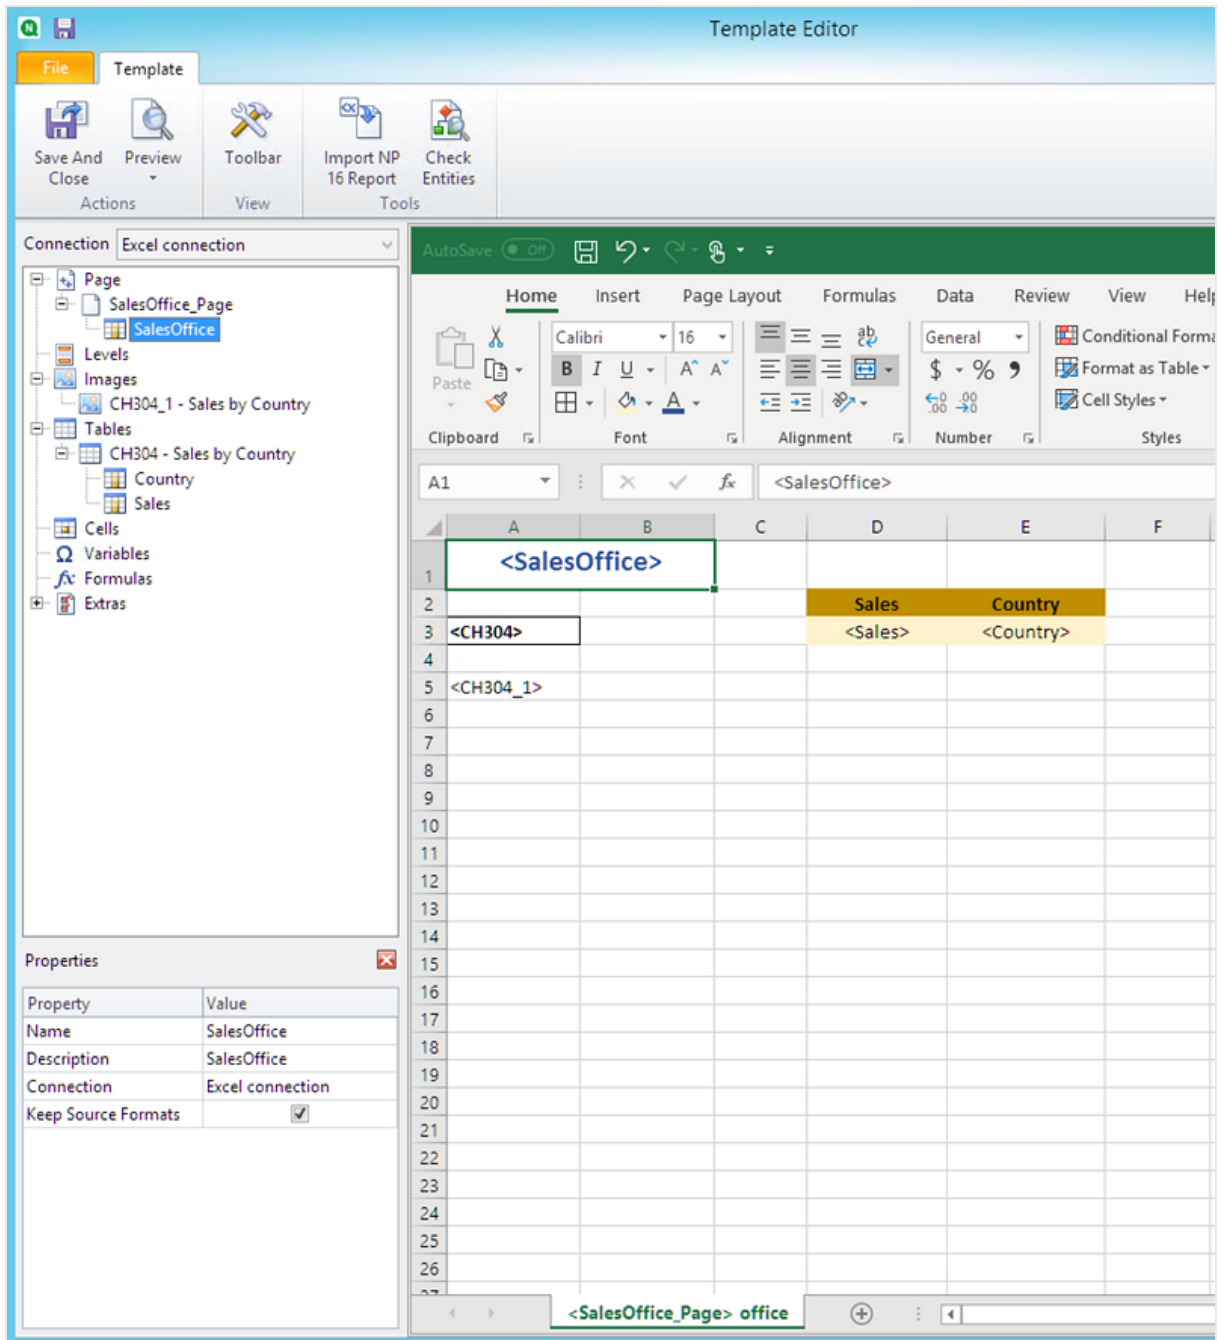 Template Editor
File Template
Save And Close Preview Toolbar Import NP 16 Report Check Entities
Actions View Tools
Connection Excel connection
Page
SalesOffice_Page
SalesOffice
Levels
Images
CH304_1 - Sales by Country
Tables
CH304 - Sales by Country
Country
Sales
Cells
Variables
Formulas
Extras
Properties
Property Value
Name SalesOffice
Description SalesOffice
Connection Excel connection
Keep Source Formats
AutoSave Off
Home Insert Page Layout Formulas Data Review View Help
Paste Calibri 16 General Conditional Forma
B I U A A $ % Format as Table
A Cell Styles
Clipboard Font Alignment Number Styles
A1 fx <SalesOffice>
A B C D E F
1 <SalesOffice>
2 Sales Country
3 <CH304> <Sales> <Country>
4
5 <CH304_1>
6
7
8
9
10
11
12
13
14
15
16
17
18
19
20
21
22
23
24
25
26
<SalesOffice_Page> office